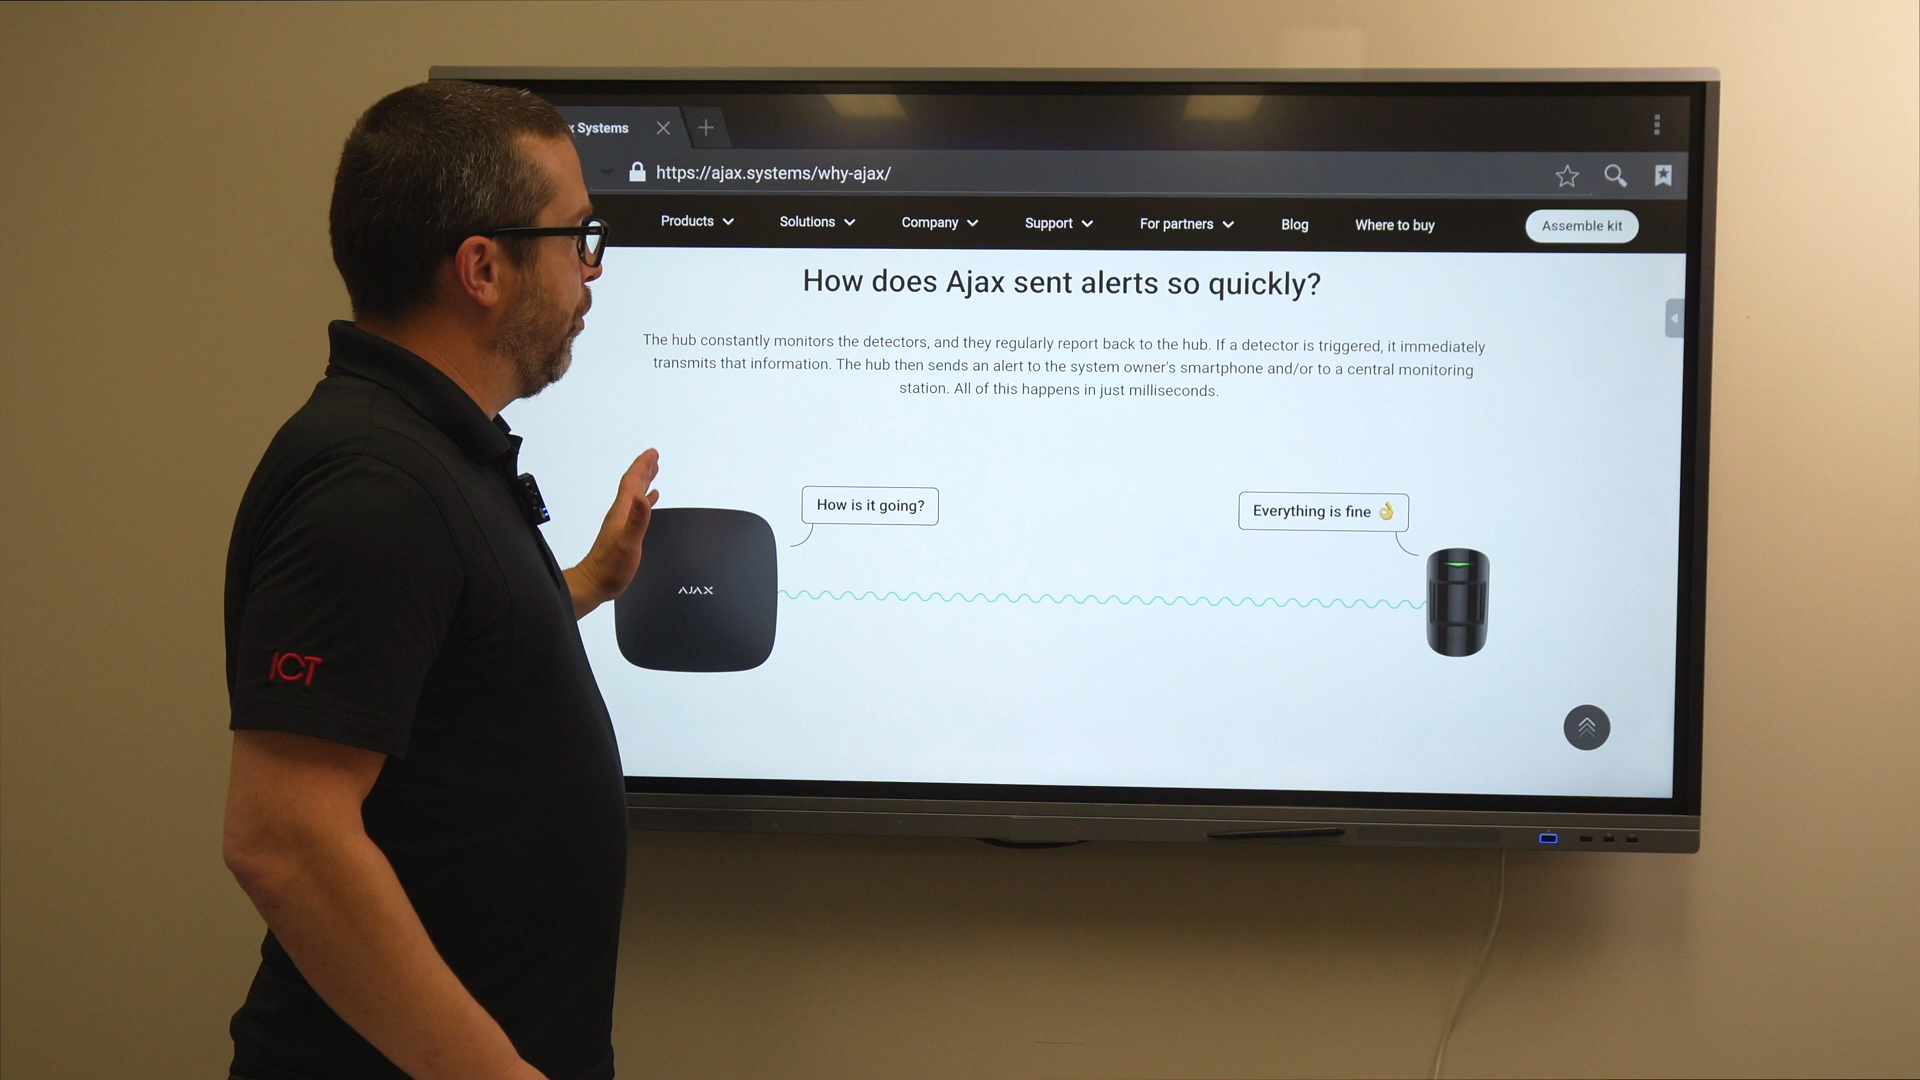 x Systems
https://ajax.systems/why-ajax/
Products Solutions Company Support For partners Blog Where to buy Assemble kit
How does Ajax sent alerts so quickly?
The hub constantly monitors the detectors, and they regularly report back to the hub. If a detector is triggered, it immediately
transmits that information. The hub then sends an alert to the system owner's smartphone and/or to a central monitoring
station. All of this happens in just milliseconds.
How is it going?
Everything is fine 👌
AJAX
ICT